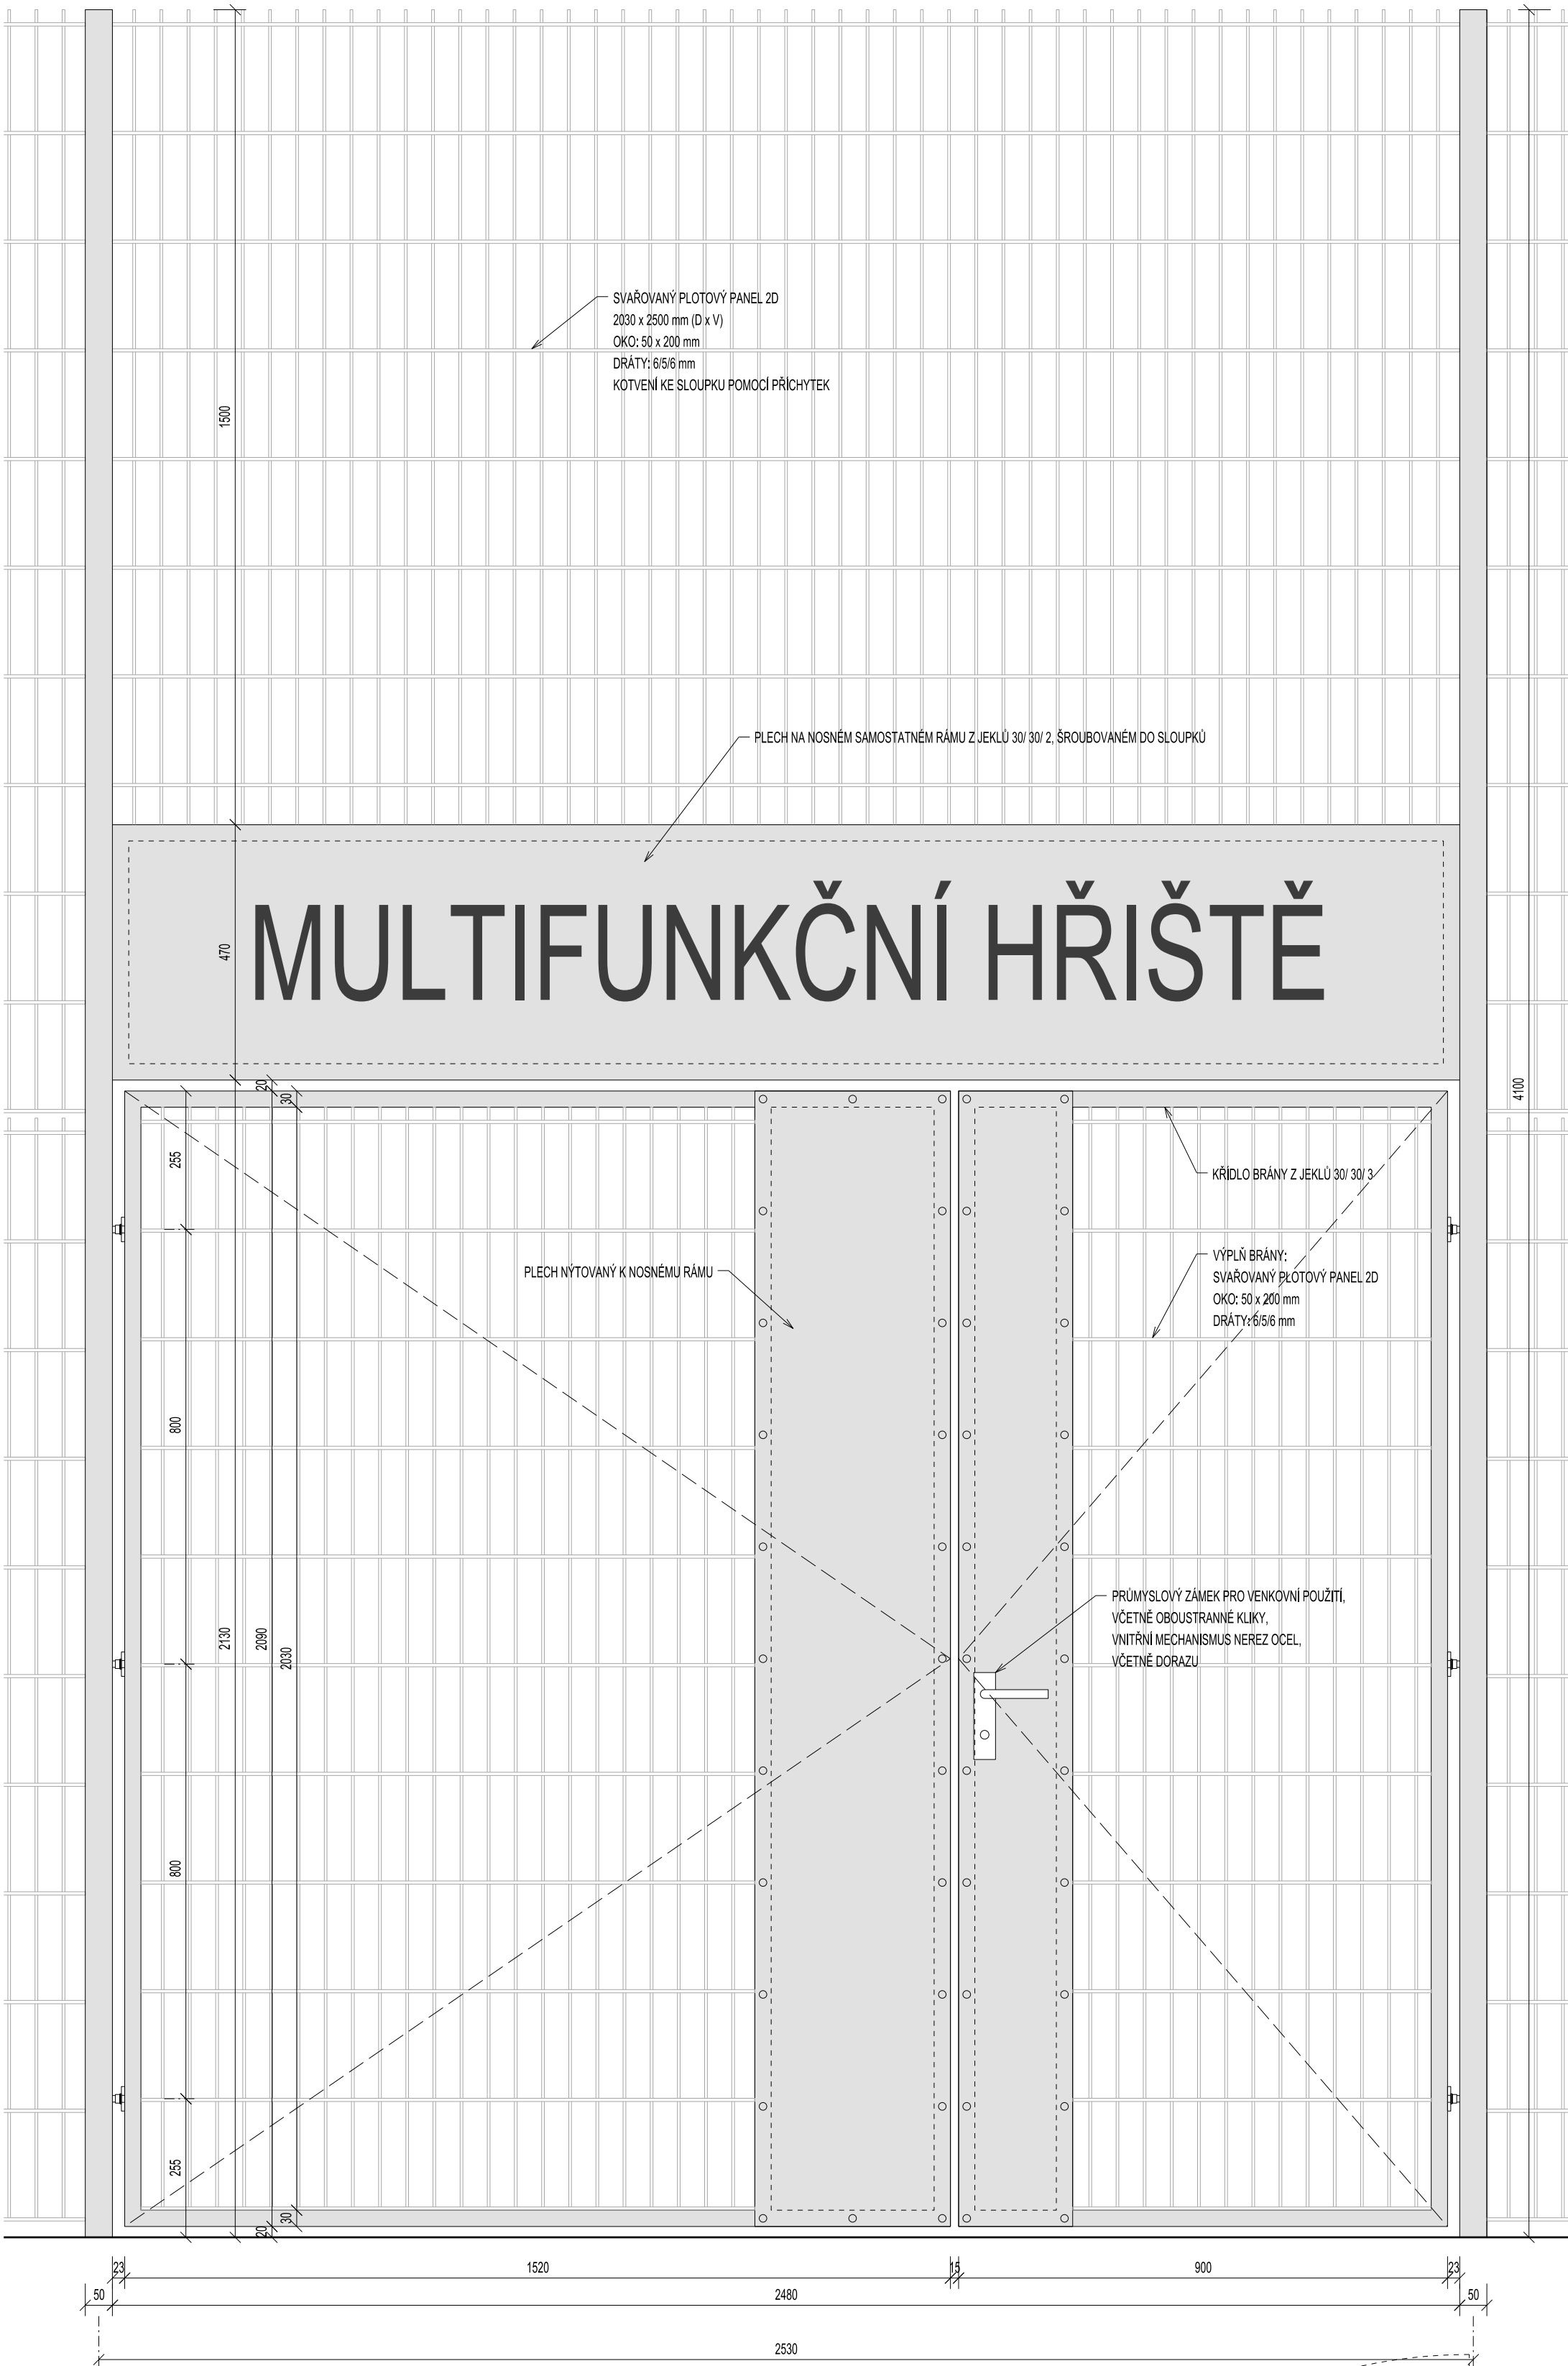 SVAŘOVANÝ PLOTOVÝ PANEL 2D
2030 x 2500 mm (D x V)
OKO: 50 x 200 mm
DRÁTY: 6/5/6 mm
KOTVENÍ KE SLOUPKU POMOCÍ PŘÍCHYTEK
1500
PLECH NA NOSNÉM SAMOSTATNÉM RÁMU Z JEKLŮ 30/ 30/ 2, ŠROUBOVANÉM DO SLOUPKŮ
MULTIFUNKČNÍ HŘIŠTĚ
470
20
30
4100
255
KŘÍDLO BRÁNY Z JEKLŮ 30/ 30/ 3
PLECH NÝTOVANÝ K NOSNÉMU RÁMU
VÝPLŇ BRÁNY:
SVAŘOVANÝ PLOTOVÝ PANEL 2D
OKO: 50 x 200 mm
DRÁTY: 6/5/6 mm
800
PRŮMYSLOVÝ ZÁMEK PRO VENKOVNÍ POUŽITÍ,
VČETNĚ OBOUSTRANNÉ KLIKY,
VNITŘNÍ MECHANISMUS NEREZ OCEL,
VČETNĚ DORAZU
2130
2090
2030
800
255
20
30
23 1520 15 900 23
50 2480 50
2530